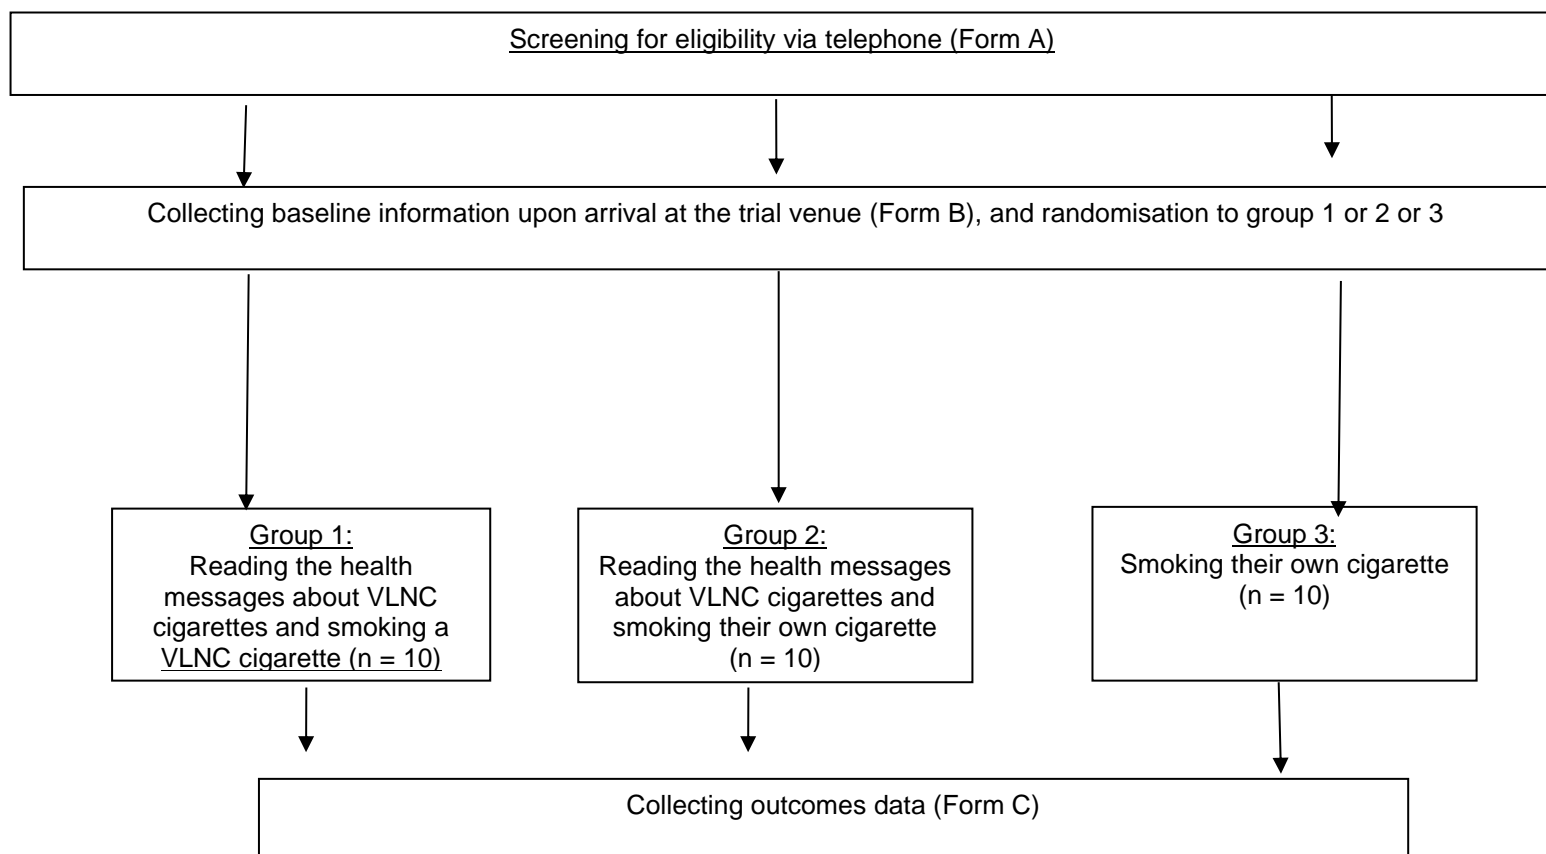 Screening for eligibility via telephone (Form A)
Collecting baseline information upon arrival at the trial venue (Form B), and randomisation to group 1 or 2 or 3
Group 1:
Reading the health
messages about VLNC
cigarettes and smoking a
VLNC cigarette (n = 10)
Group 2:
Reading the health messages
about VLNC cigarettes and
smoking their own cigarette
(n = 10)
Group 3:
Smoking their own cigarette
(n = 10)
Collecting outcomes data (Form C)